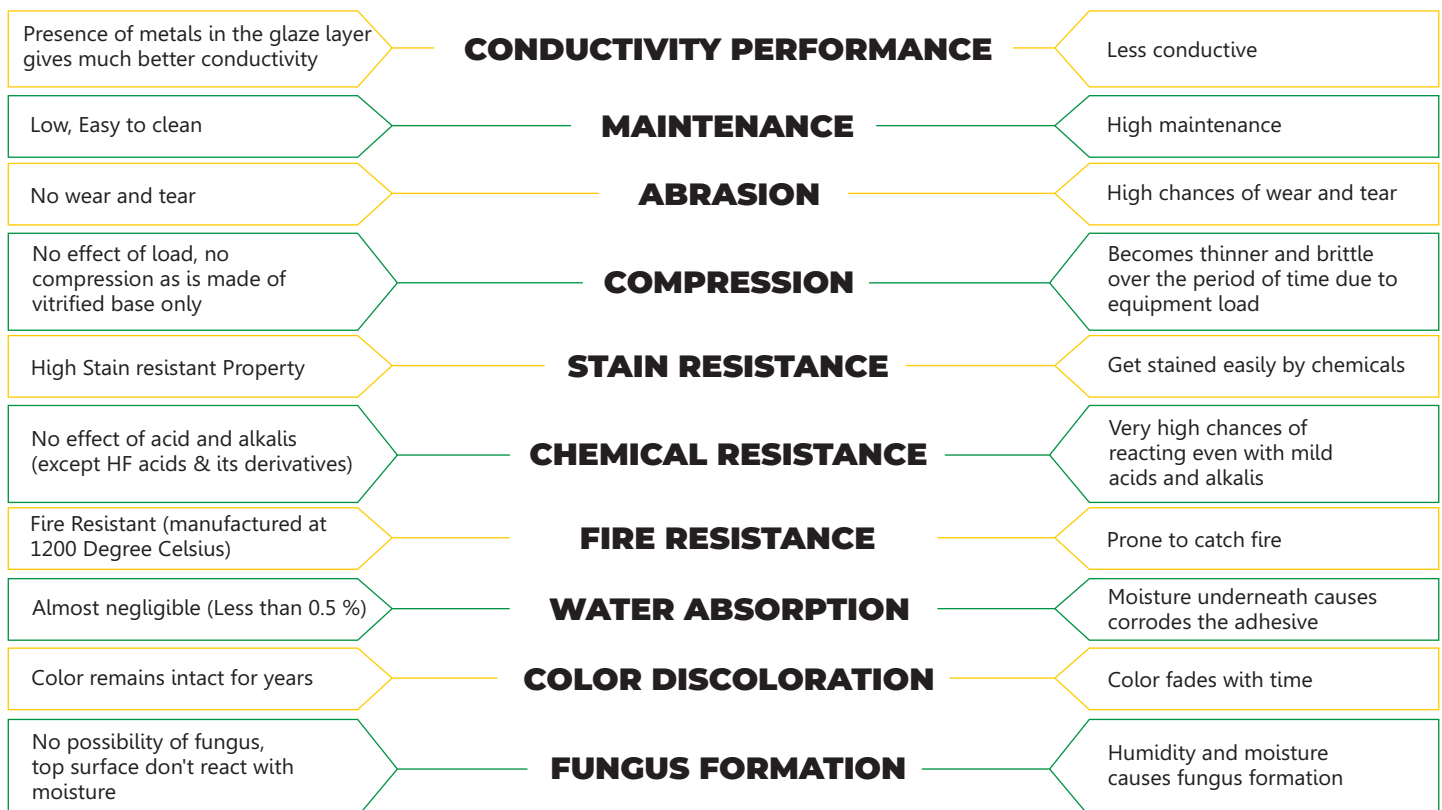 Presence of metals in the glaze layer
gives much better conductivity
CONDUCTIVITY PERFORMANCE
Less conductive
Low, Easy to clean
MAINTENANCE
High maintenance
No wear and tear
ABRASION
High chances of wear and tear
No effect of load, no
compression as is made of
vitrified base only
COMPRESSION
Becomes thinner and brittle
over the period of time due to
equipment load
High Stain resistant Property
STAIN RESISTANCE
Get stained easily by chemicals
No effect of acid and alkalis
(except HF acids & its derivatives)
CHEMICAL RESISTANCE
Very high chances of
reacting even with mild
acids and alkalis
Fire Resistant (manufactured at
1200 Degree Celsius)
FIRE RESISTANCE
Prone to catch fire
Almost negligible (Less than 0.5 %)
WATER ABSORPTION
Moisture underneath causes
corrodes the adhesive
Color remains intact for years
COLOR DISCOLORATION
Color fades with time
No possibility of fungus,
top surface don't react with
moisture
FUNGUS FORMATION
Humidity and moisture
causes fungus formation